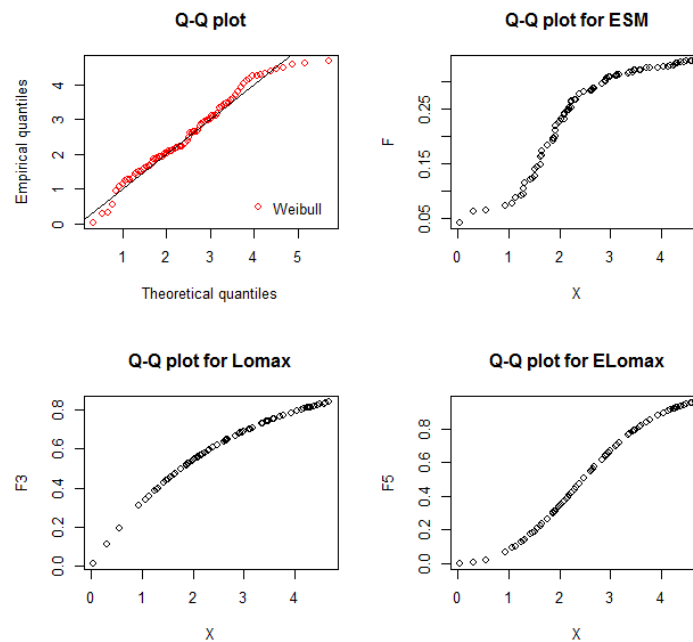 Q-Q plot
Empirical quantiles
4
3
2
1
0
Weibull
1 2 3 4 5
Theoretical quantiles
Q-Q plot for ESM
F
0.25
0.15
0.05
0 1 2 3 4
X
Q-Q plot for Lomax
F3
0.8
0.6
0.4
0.2
0.0
0 1 2 3 4
X
Q-Q plot for ELomax
F5
0.8
0.6
0.4
0.2
0.0
0 1 2 3 4
X